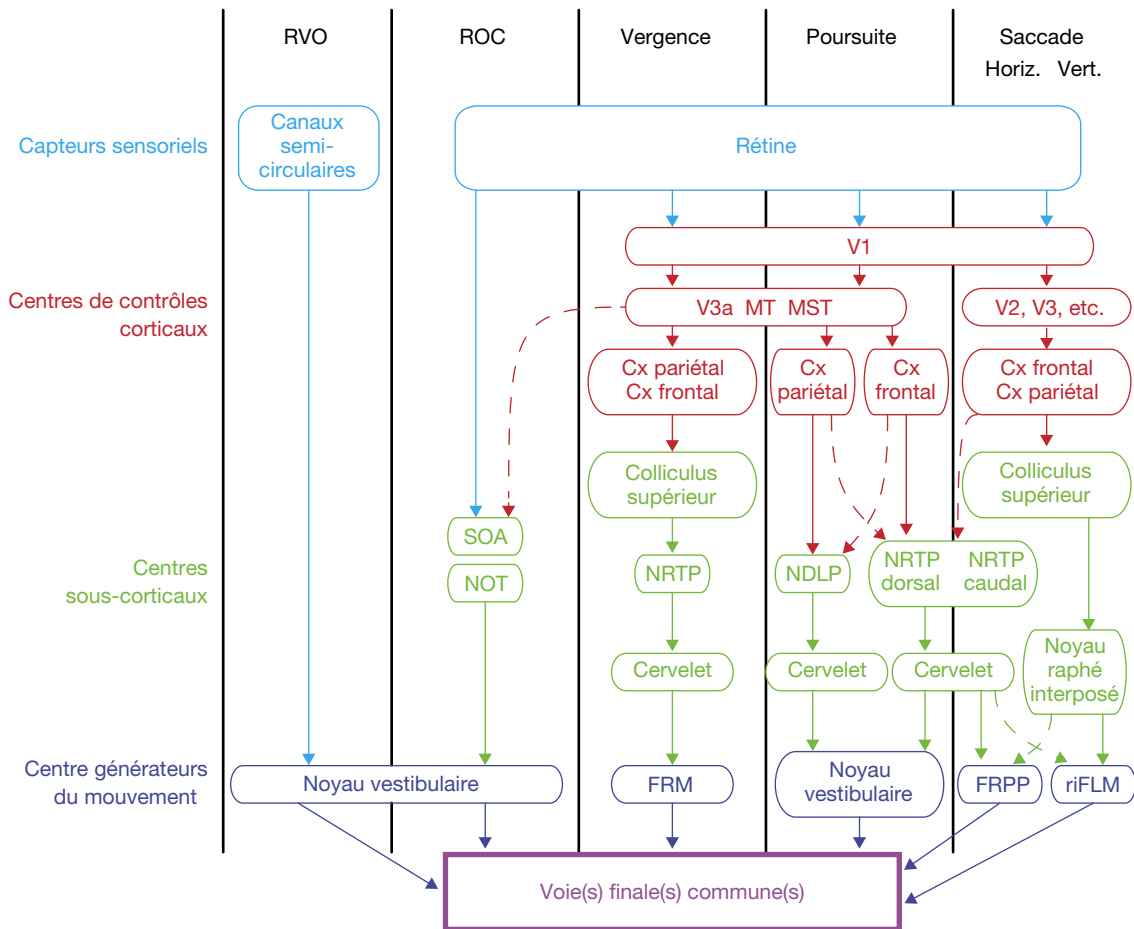 RVO ROC Vergence Poursuite Saccade
Horiz. Vert.
Capteurs sensoriels
Canaux
semi-
circulaires
Rétine
V1
Centres de contrôles
corticaux
V3a MT MST
V2, V3, etc.
Cx pariétal
Cx frontal
Cx
pariétal
Cx
frontal
Cx frontal
Cx pariétal
Colliculus
supérieur
Colliculus
supérieur
SOA
NOT
Centres
sous-corticaux
NRTP
NDLP
NRTP
dorsal
NRTP
caudal
Cervelet
Cervelet
Cervelet
Noyau
raphé
interposé
Centre générateurs
du mouvement
Noyau vestibulaire
FRM
Noyau
vestibulaire
FRPP
riFLM
Voie(s) finale(s) commune(s)